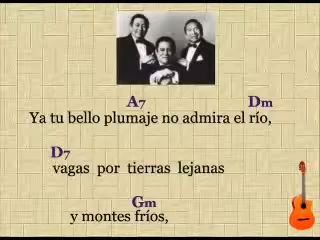 A7 Dm
Ya tu bello plumaje no admira el río,
D7
vagas por tierras lejanas
Gm
y montes fríos,